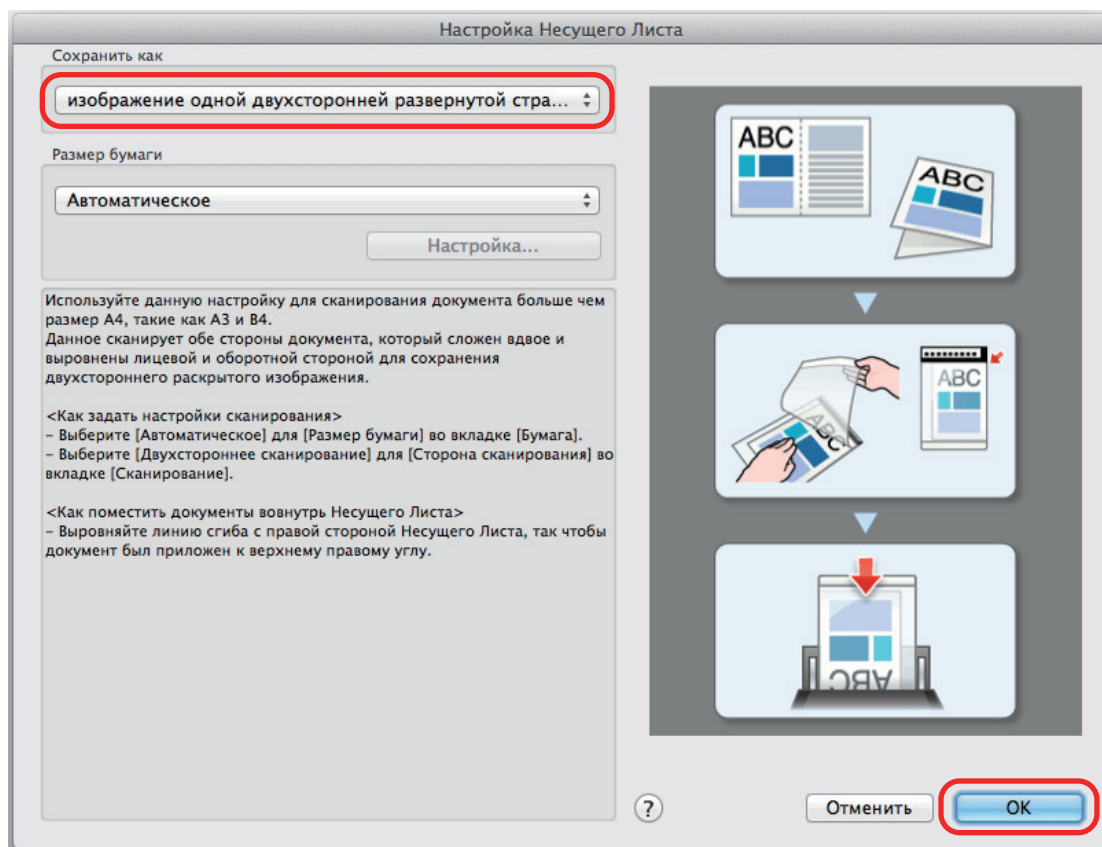 Настройка Несущего Листа
Сохранить как
изображение одной двухсторонней развернутой стра...
Размер бумаги
Автоматическое
Настройка...
Используйте данную настройку для сканирования документа больше чем
размер A4, такие как A3 и B4.
Данное сканирует обе стороны документа, который сложен вдвое и
выровнены лицевой и оборотной стороной для сохранения
двухстороннего раскрытого изображения.
<Как задать настройки сканирования>
– Выберите [Автоматическое] для [Размер бумаги] во вкладке [Бумага].
– Выберите [Двухстороннее сканирование] для [Сторона сканирования] во
вкладке [Сканирование].
<Как поместить документы вовнутрь Несущего Листа>
– Выровняйте линию сгиба с правой стороной Несущего Листа, так чтобы
документ был приложен к верхнему правому углу.
ABC
ABC
ABC
ABC
ABC
?
Отменить
OK